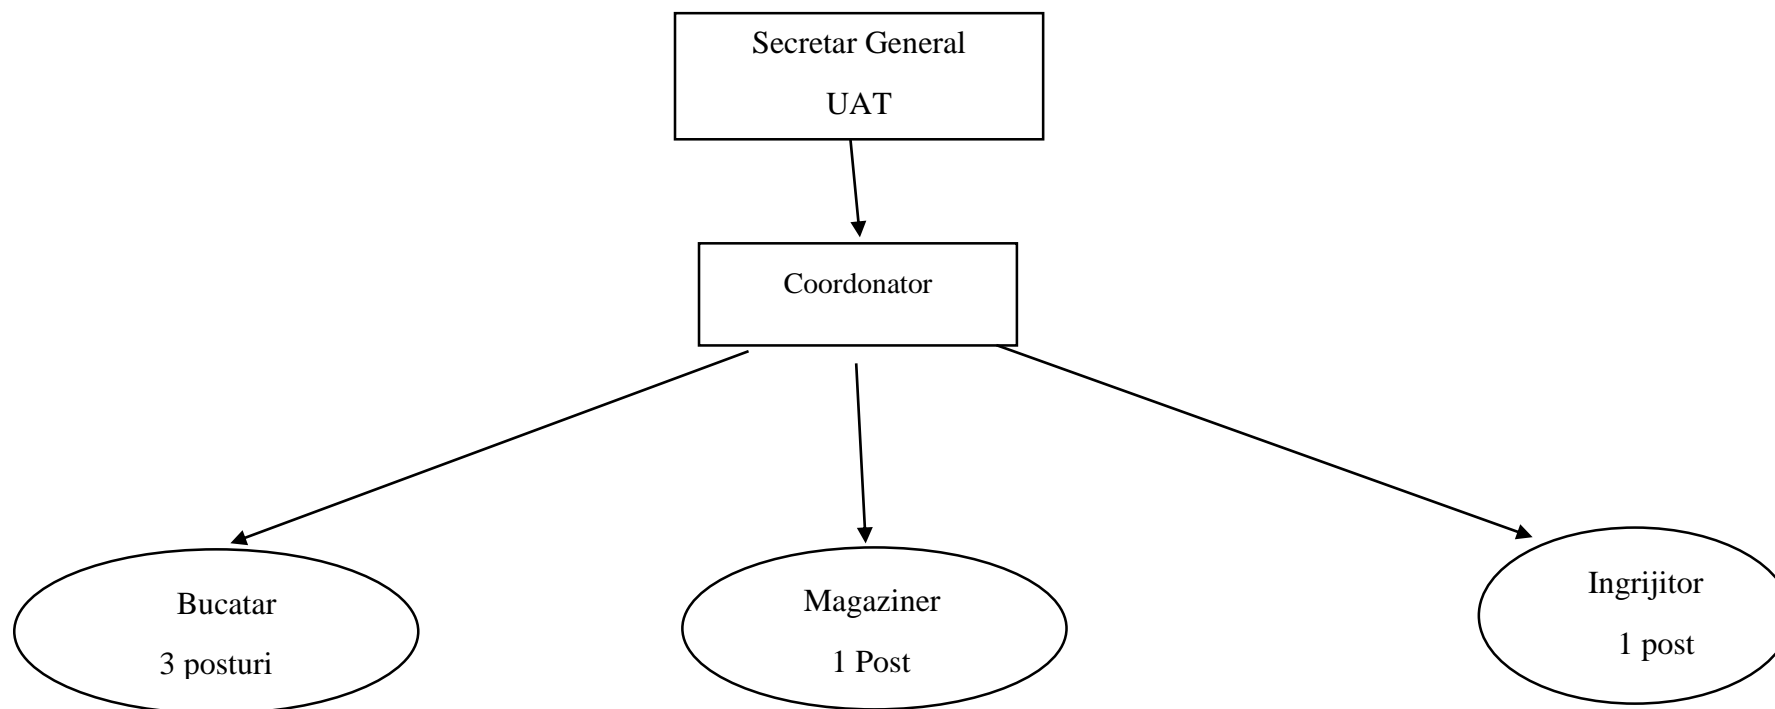 Secretar General
UAT
Coordonator
Bucatar
3 posturi
Magaziner
1 Post
Ingrijitor
1 post